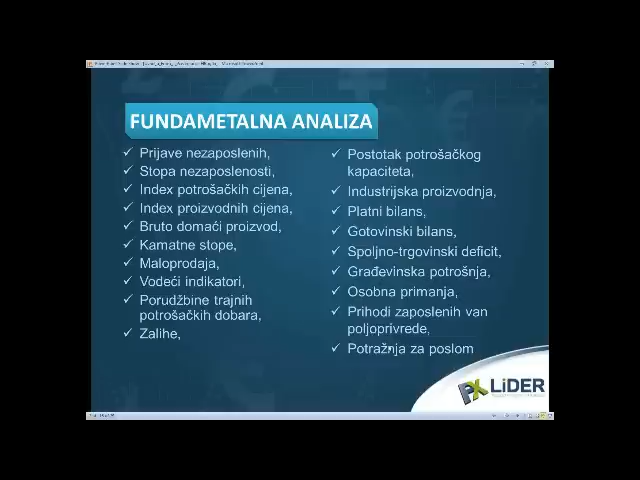 FUNDAMETALNA ANALIZA
Prijave nezaposlenih,
Stopa nezaposlenosti,
Index potrošačkih cijena,
Index proizvodnih cijena,
Bruto domaći proizvod,
Kamatne stope,
Maloprodaja,
Vodeći indikatori,
Porudžbine trajnih
potrošačkih dobara,
Zalihe,
Postotak potrošačkog
kapaciteta,
Industrijska proizvodnja,
Platni bilans,
Gotovinski bilans,
Spoljno-trgovinski deficit,
Građevinska potrošnja,
Osobna primanja,
Prihodi zaposlenih van
poljoprivrede,
Potražnja za poslom
FX LiDER